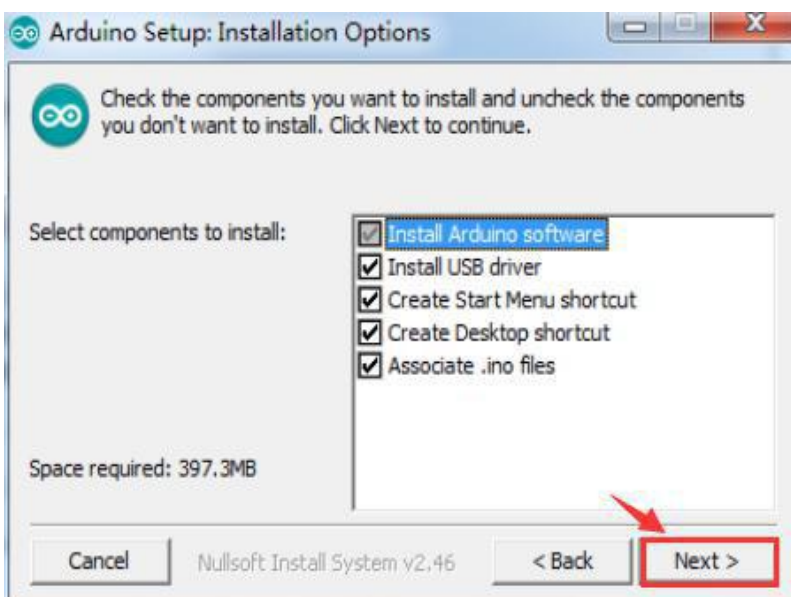 Arduino Setup: Installation Options
Check the components you want to install and uncheck the components
you don't want to install. Click Next to continue.
Select components to install:
Install Arduino software
Install USB driver
Create Start Menu shortcut
Create Desktop shortcut
Associate .ino files
Space required: 397.3MB
Cancel
Nullsoft Install System v2.46
< Back
Next >